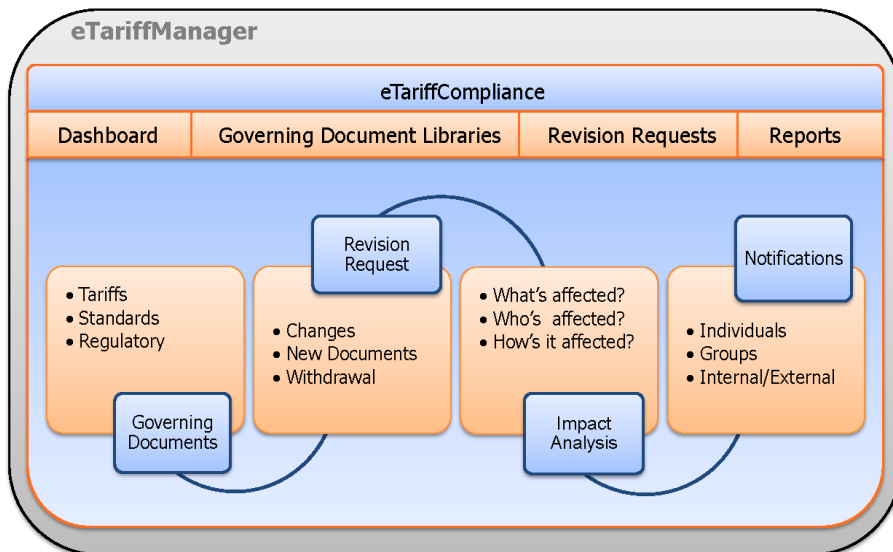 eTariffManager
eTariffCompliance
Dashboard
Governing Document Libraries
Revision Requests
Reports
• Tariffs
• Standards
• Regulatory
Governing
Documents
Revision
Request
• Changes
• New Documents
• Withdrawal
• What's affected?
• Who's  affected?
• How's it affected?
Impact
Analysis
Notifications
• Individuals
• Groups
• Internal/External